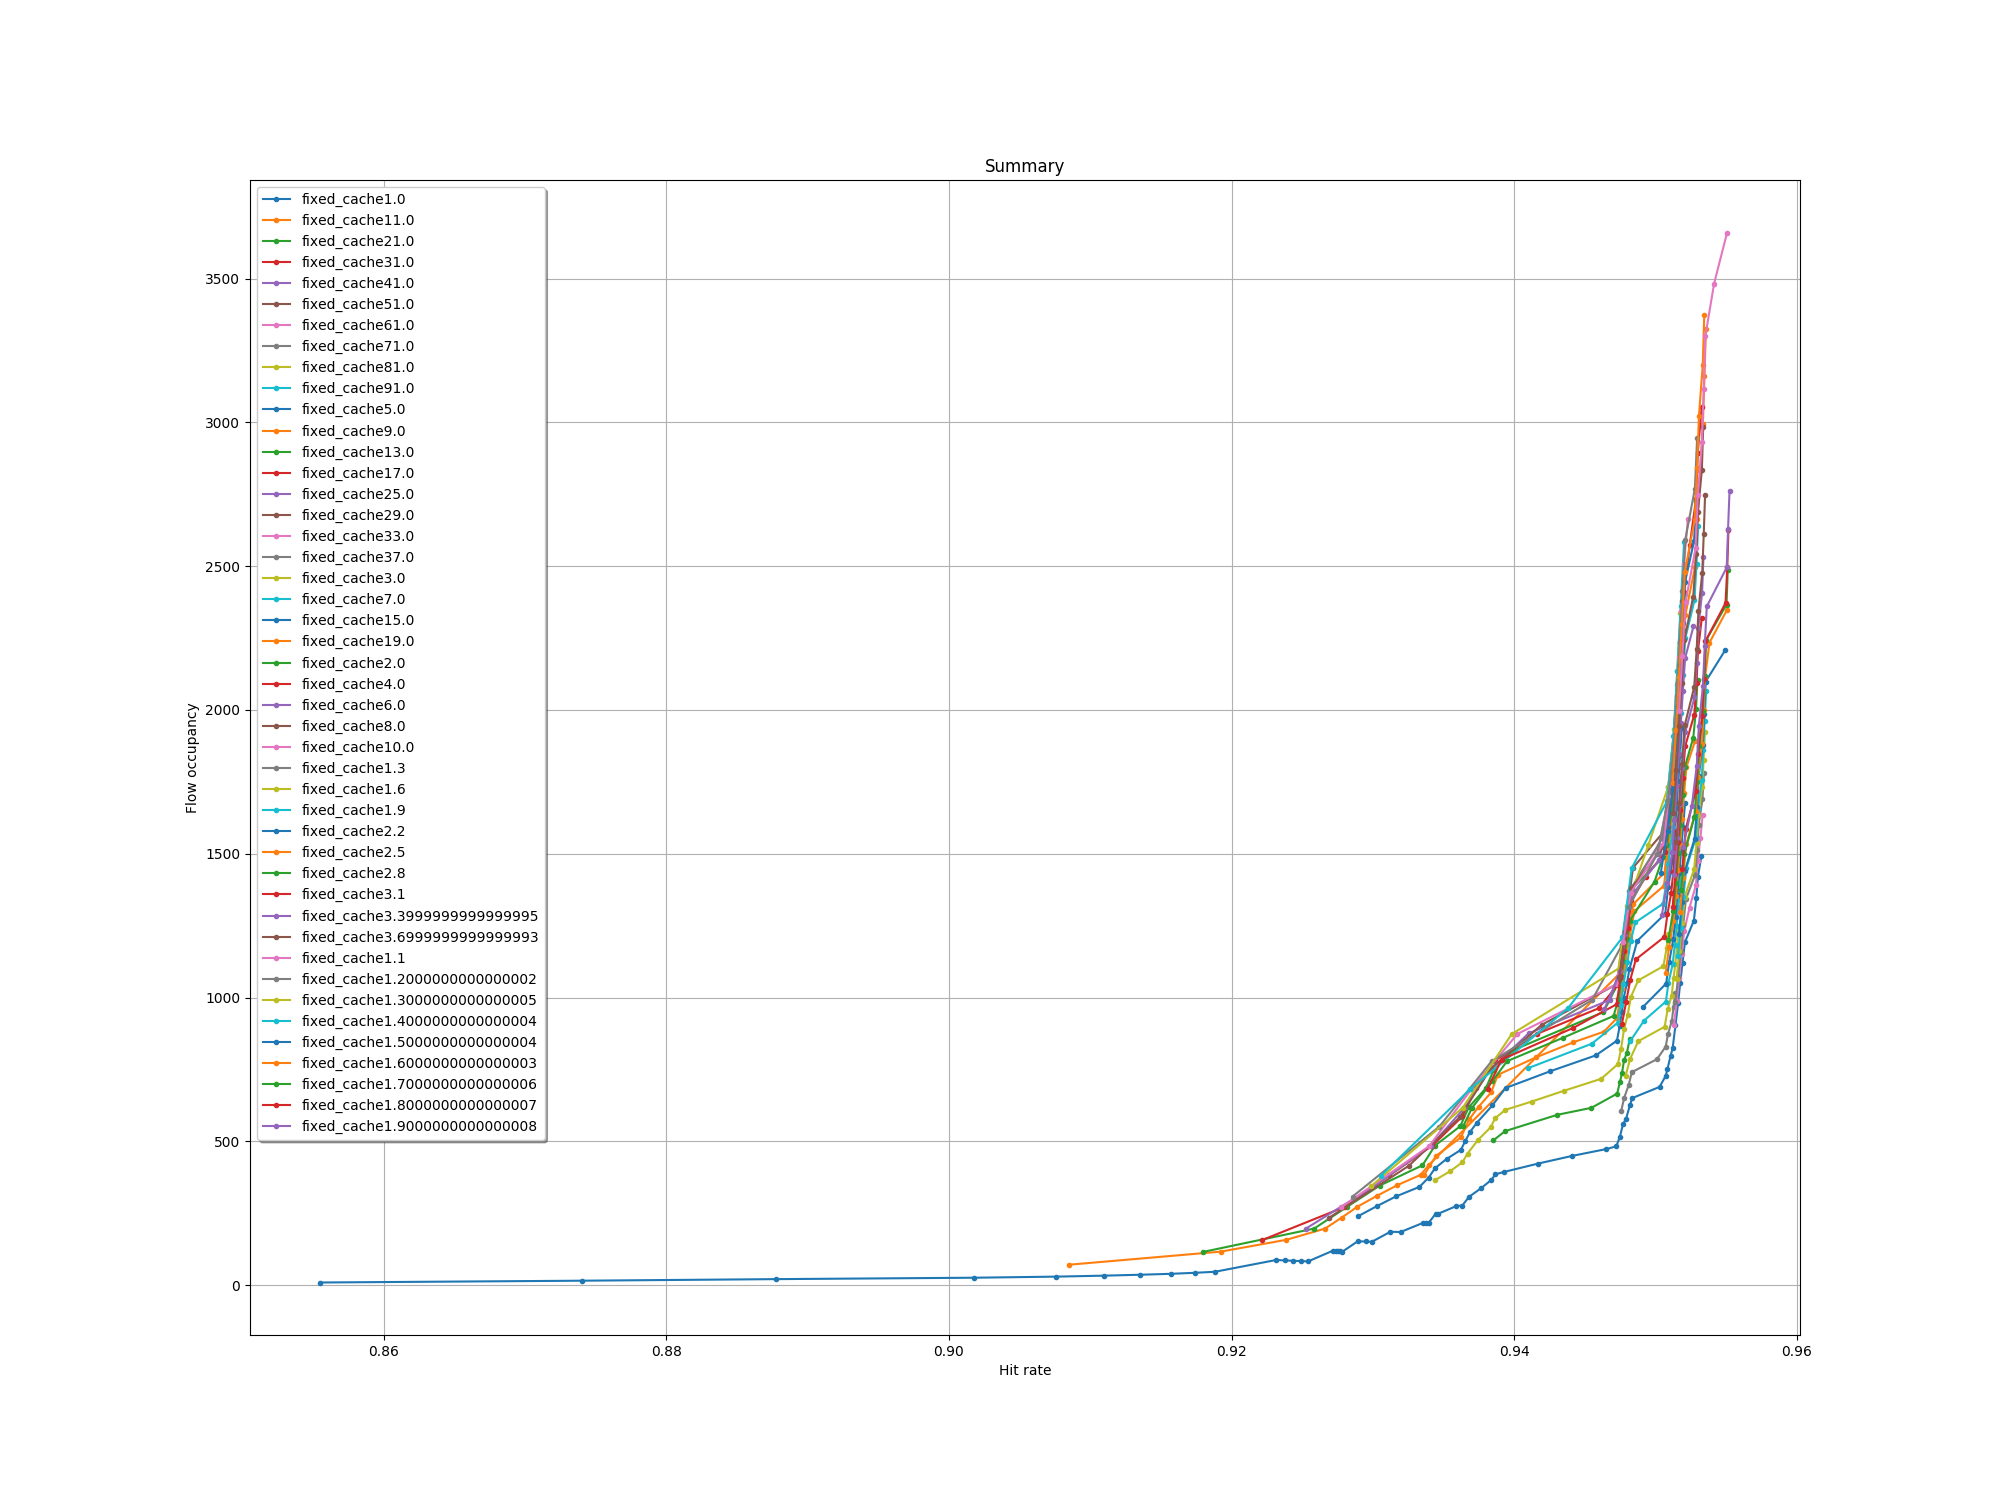 Summary
fixed_cache1.0
fixed_cache11.0
fixed_cache21.0
fixed_cache31.0
fixed_cache41.0
fixed_cache51.0
fixed_cache61.0
fixed_cache71.0
fixed_cache81.0
fixed_cache91.0
fixed_cache5.0
fixed_cache9.0
fixed_cache13.0
fixed_cache17.0
fixed_cache25.0
fixed_cache29.0
fixed_cache33.0
fixed_cache37.0
fixed_cache3.0
fixed_cache7.0
fixed_cache15.0
fixed_cache19.0
fixed_cache2.0
fixed_cache4.0
fixed_cache6.0
fixed_cache8.0
fixed_cache10.0
fixed_cache1.3
fixed_cache1.6
fixed_cache1.9
fixed_cache2.2
fixed_cache2.5
fixed_cache2.8
fixed_cache3.1
fixed_cache3.3999999999999995
fixed_cache3.6999999999999993
fixed_cache1.1
fixed_cache1.2000000000000002
fixed_cache1.3000000000000005
fixed_cache1.4000000000000004
fixed_cache1.5000000000000004
fixed_cache1.6000000000000003
fixed_cache1.7000000000000006
fixed_cache1.8000000000000007
fixed_cache1.9000000000000008
3500
3000
2500
2000
1500
1000
500
0
Flow occupancy
0.86
0.88
0.90
0.92
0.94
0.96
Hit rate